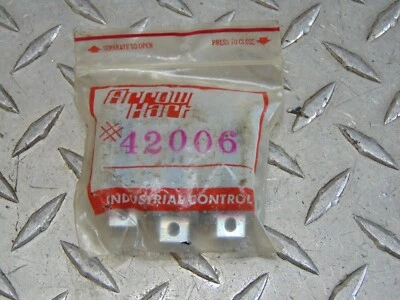 SEPARATE TO OPEN PRESS TO CLOSE
Arrow
Hart
#42006
INDUSTRIAL CONTROL